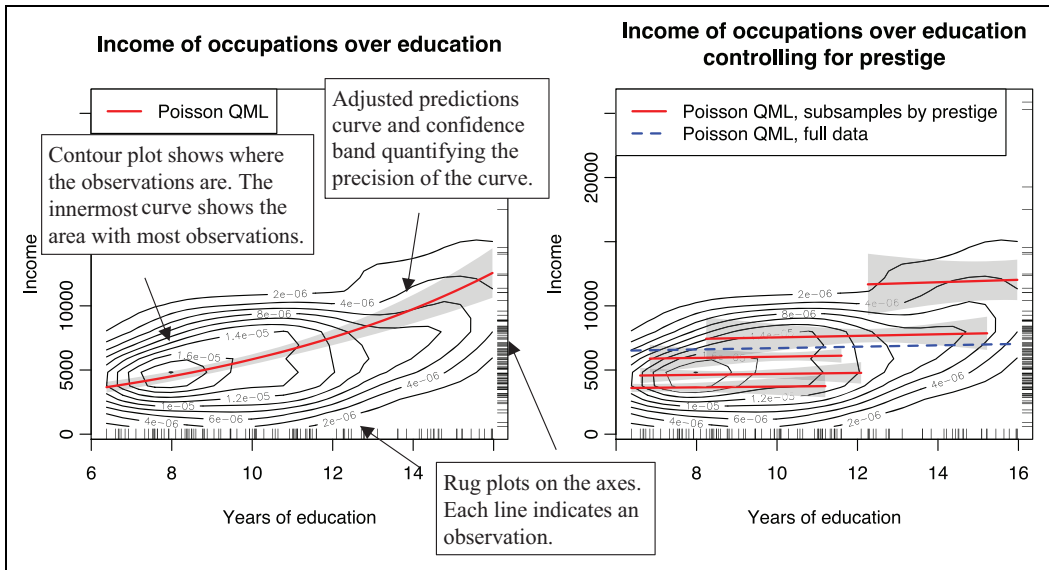 Income of occupations over education
Poisson QML
Contour plot shows where
the observations are. The
innermost curve shows the
area with most observations.
Adjusted predictions
curve and confidence
band quantifying the
precision of the curve.
Income
0
5000
10000
2e-06
4e-06
8e-06
1.4e-05
1.6e-05
1.2e-05
1e-05
6e-06
4e-06
2e-06
4e-06
6
8
10
12
14
16
Years of education
Rug plots on the axes.
Each line indicates an
observation.
Income of occupations over education
controlling for prestige
Poisson QML, subsamples by prestige
Poisson QML, full data
Income
0
5000
10000
20000
2e-06
4e-06
8e-06
1.2e-05
1e-05
6e-06
4e-06
2e-06
4e-06
8
10
12
14
16
Years of education